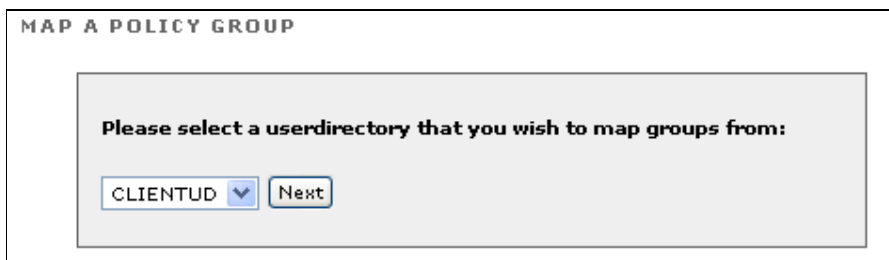 MAP A POLICY GROUP
Please select a userdirectory that you wish to map groups from:
CLIENTUD Next